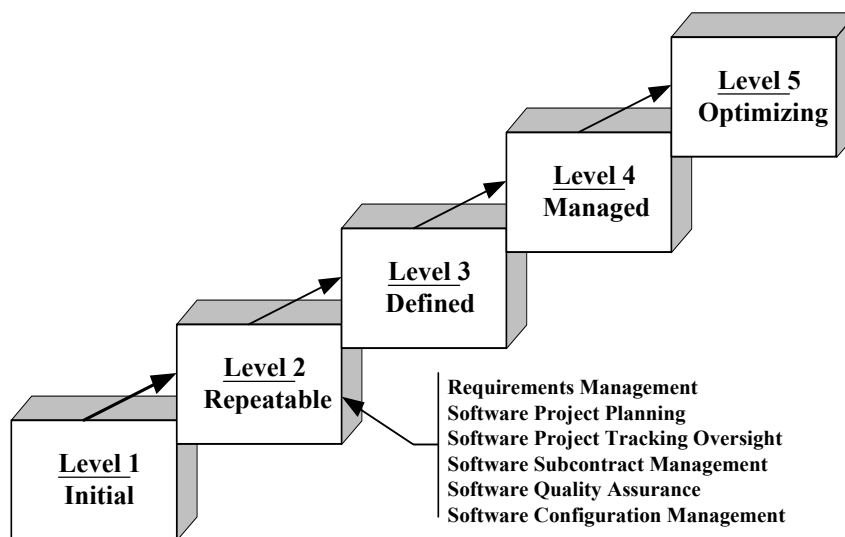 Level 5
Optimizing
Level 4
Managed
Level 3
Defined
Level 2
Repeatable
Level 1
Initial
Requirements Management
Software Project Planning
Software Project Tracking Oversight
Software Subcontract Management
Software Quality Assurance
Software Configuration Management